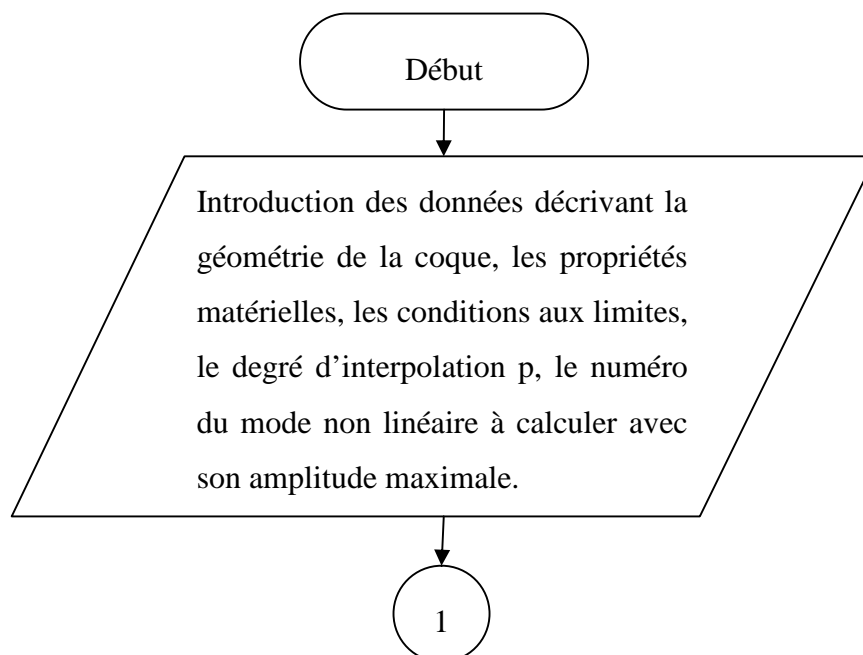 Début
Introduction des données décrivant la
géométrie de la coque, les propriétés
matérielles, les conditions aux limites,
le degré d’interpolation p, le numéro
du mode non linéaire à calculer avec
son amplitude maximale.
1